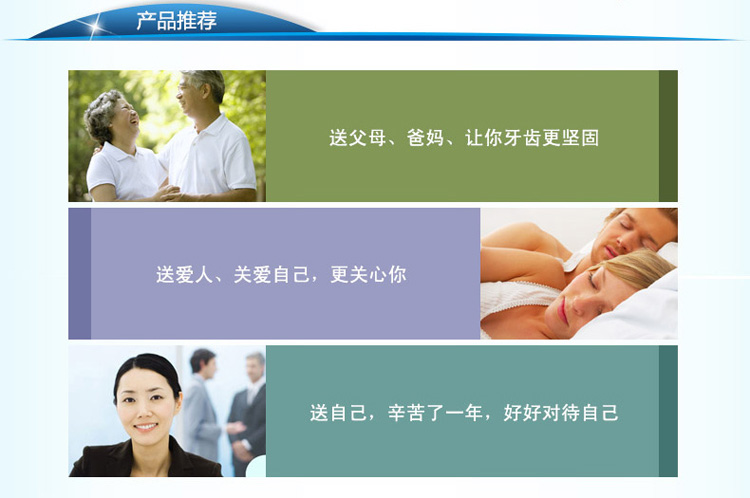 产品推荐
送父母、爸妈、让你牙齿更坚固
送爱人、关爱自己，更关心你
送自己，辛苦了一年，好好对待自己